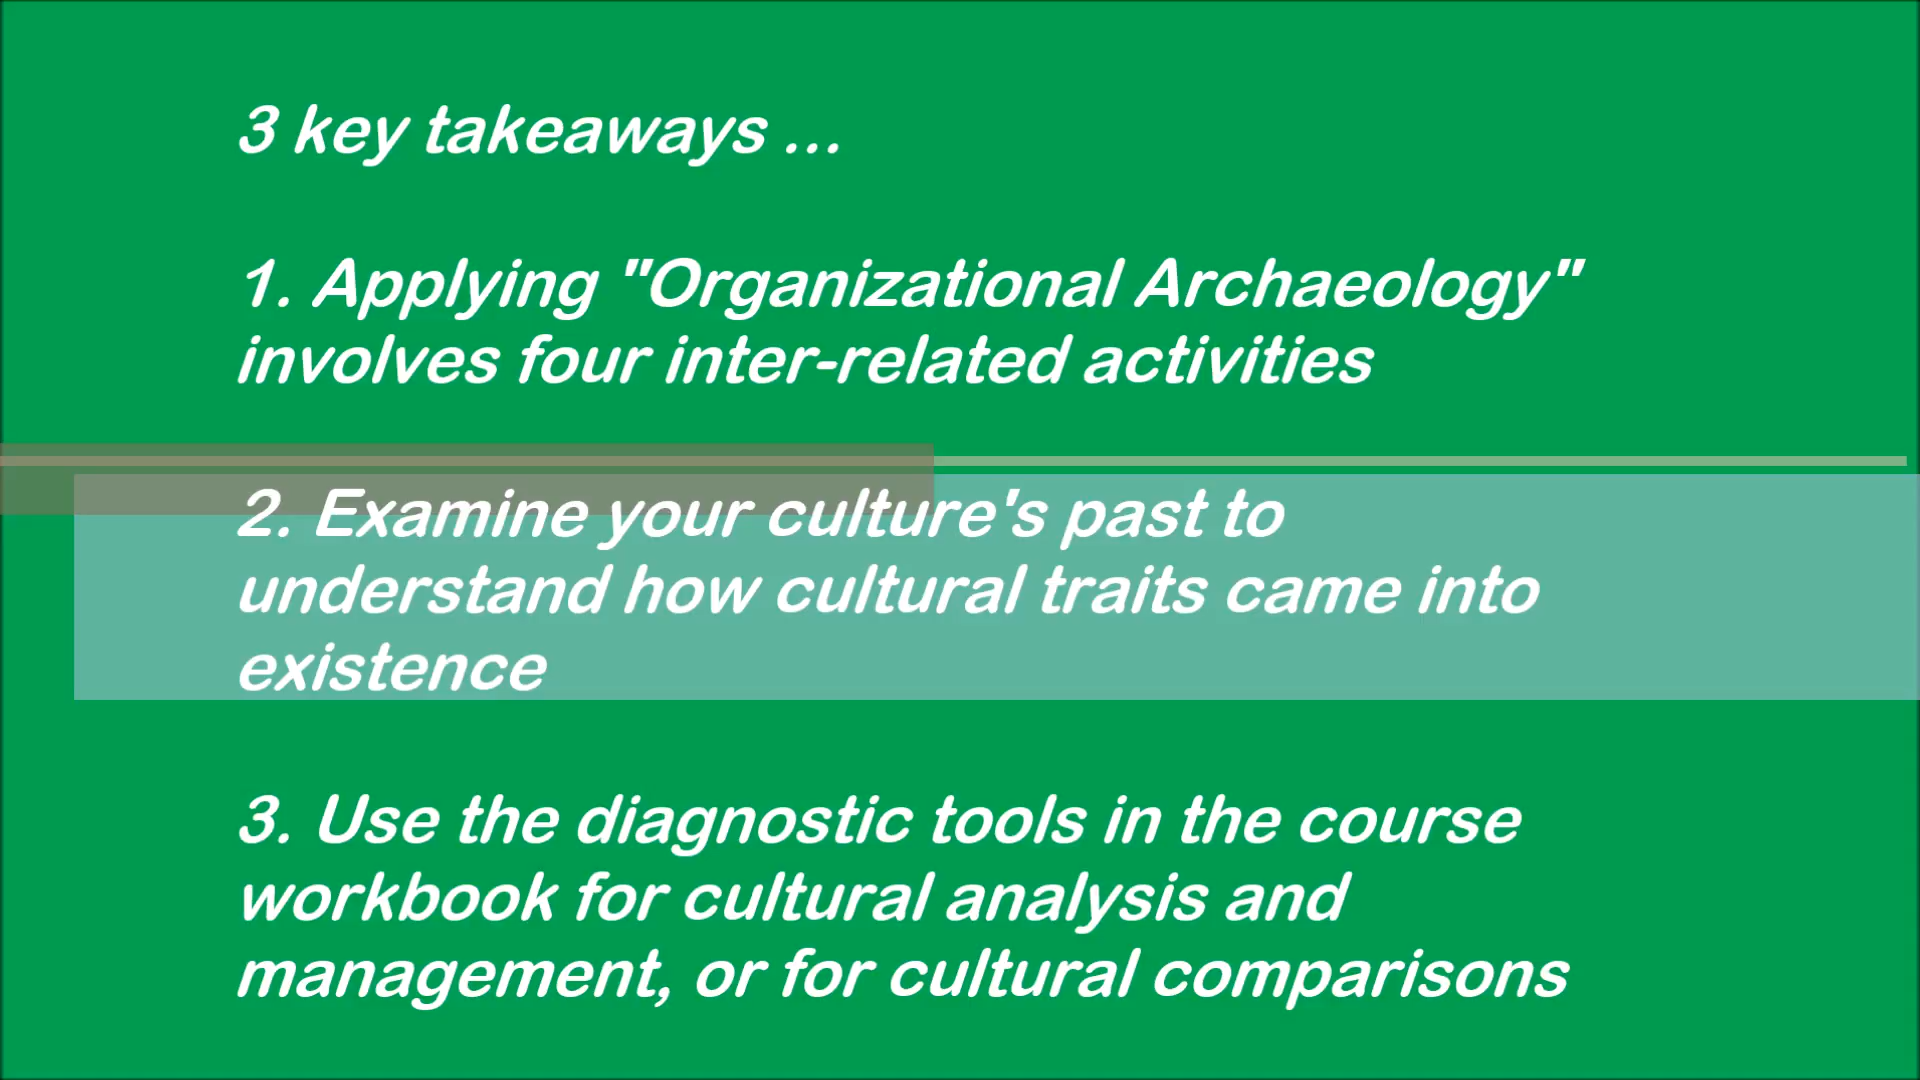 3 key takeaways ...
1. Applying "Organizational Archaeology"
involves four inter-related activities
2. Examine your culture's past to
understand how cultural traits came into
existence
3. Use the diagnostic tools in the course
workbook for cultural analysis and
management, or for cultural comparisons